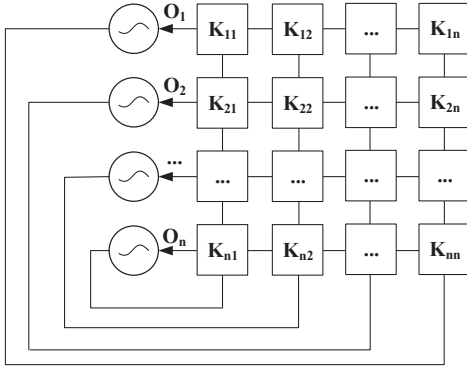 O₁ K₁₁ K₁₂ ... K₁ₙ
O₂ K₂₁ K₂₂ ... K₂ₙ
... ... ... ... ...
Oₙ Kₙ₁ Kₙ₂ ... Kₙₙ